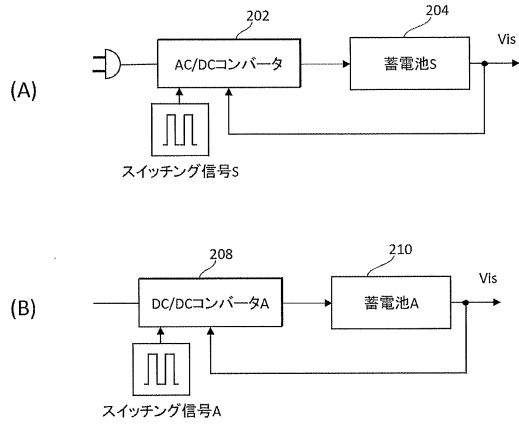 202
204
Vis
(A)
AC/DCコンバータ
蓄電池S
スイッチング信号S
208
210
Vis
(B)
DC/DCコンバータA
蓄電池A
スイッチング信号A